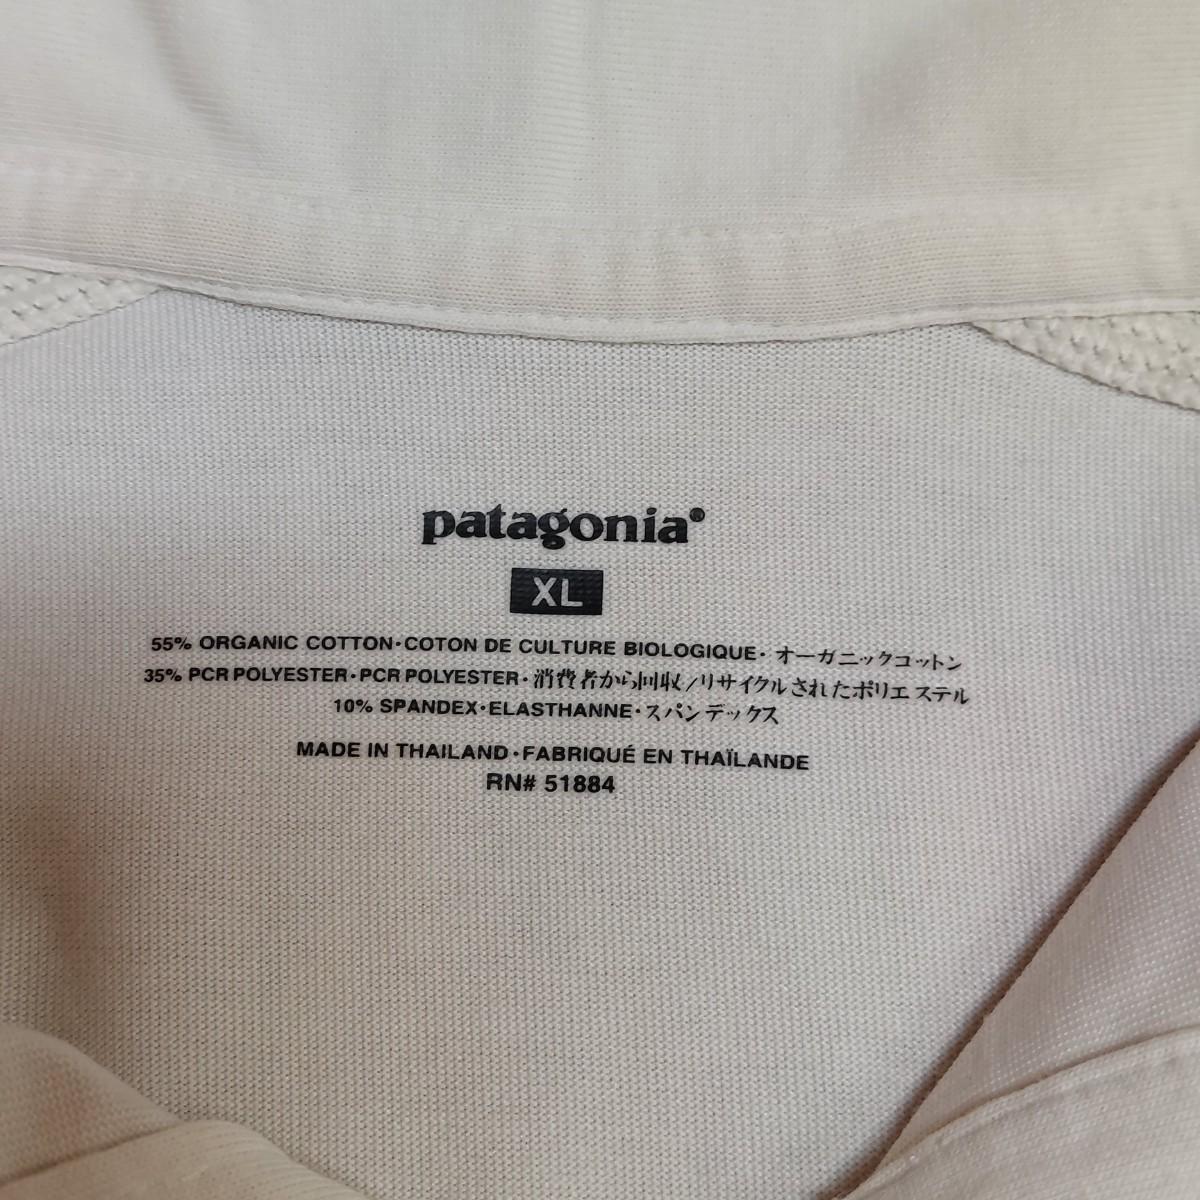 patagonia®
XL
55% ORGANIC COTTON·COTON DE CULTURE BIOLOGIQUE·オーガニックコットン
35% PCR POLYESTER·PCR POLYESTER·消費者から回収/リサイクルされたポリエステル
10% SPANDEX·ELASTHANNE·スパンデックス
MADE IN THAILAND·FABRIQUÉ EN THAÏLANDE
RN# 51884